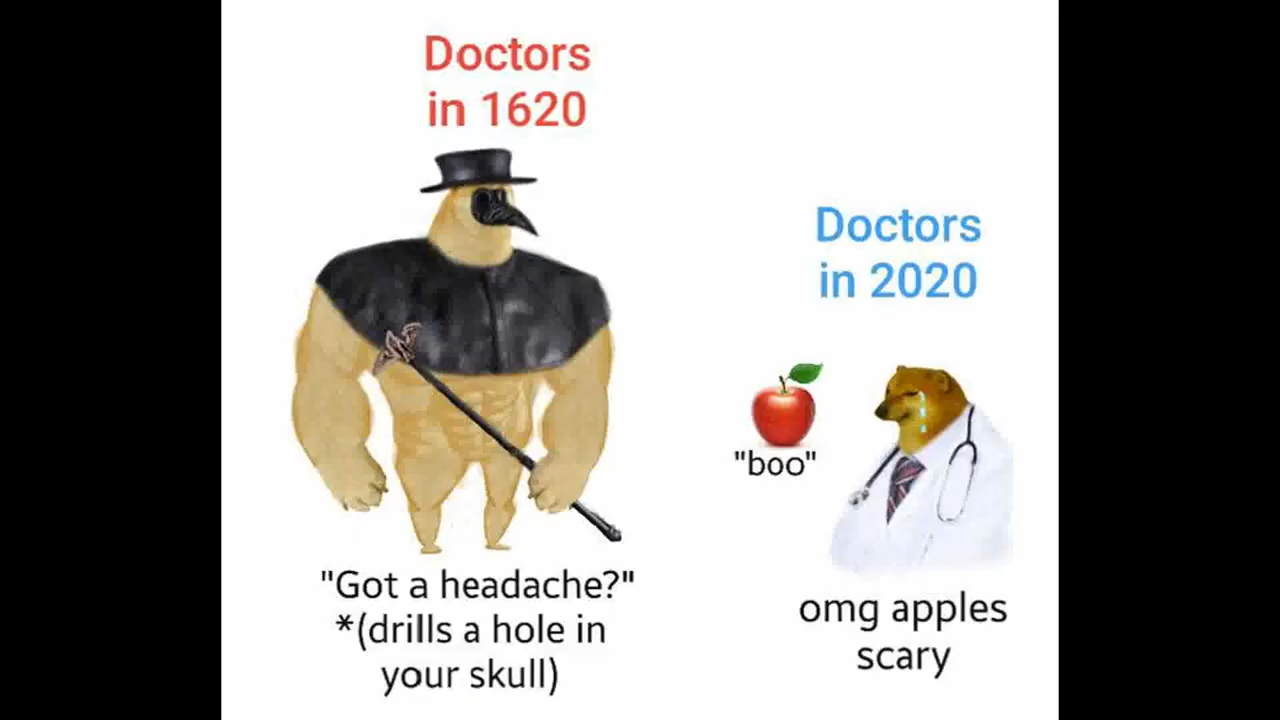 Doctors
in 1620
"Got a headache?"
*(drills a hole in
your skull)
Doctors
in 2020
"boo"
omg apples
scary